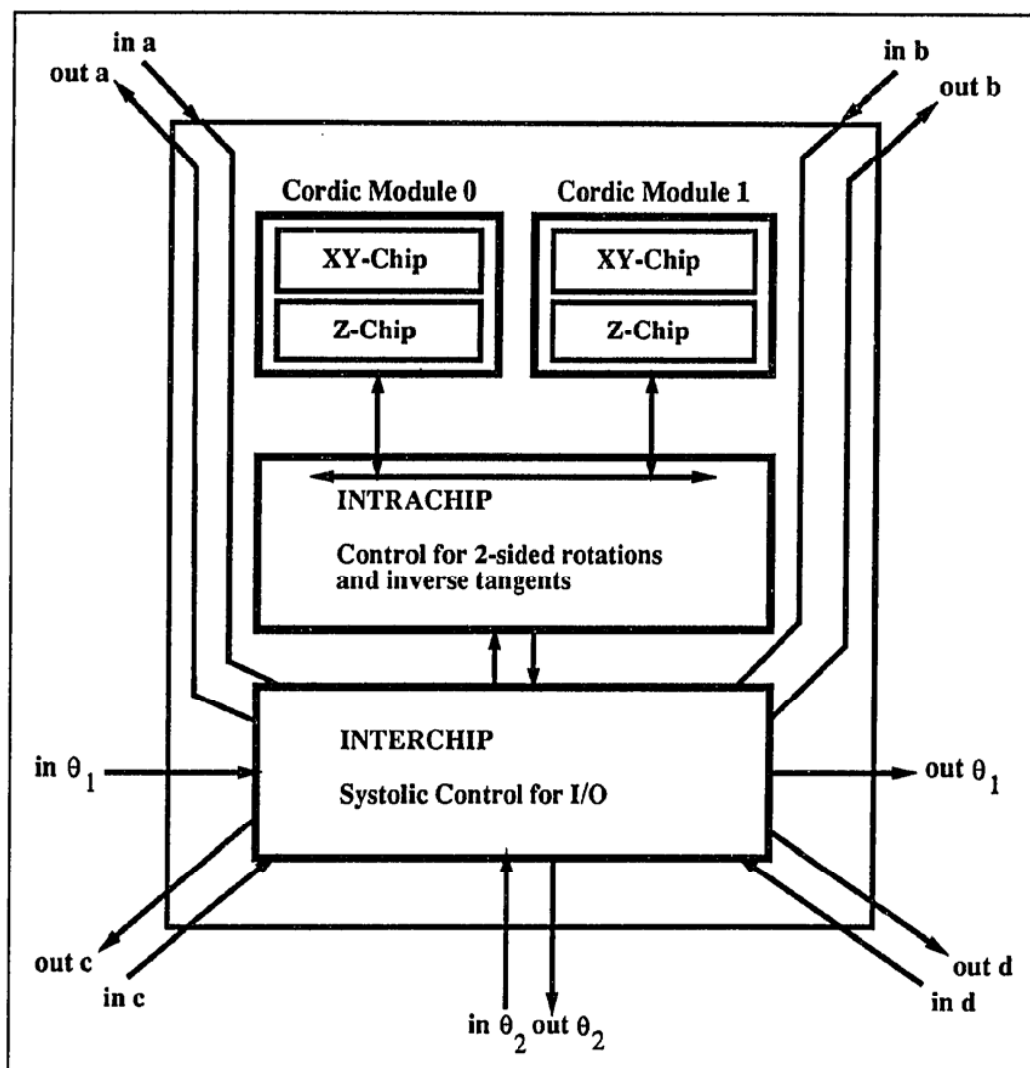 in a
in b
out a
out b
Cordic Module 0
Cordic Module 1
XY-Chip
XY-Chip
Z-Chip
Z-Chip
INTRACHIP
Control for 2-sided rotations
and inverse tangents
INTERCHIP
in θ₁
out θ₁
Systolic Control for I/O
out c
out d
in c
in d
in θ₂
out θ₂